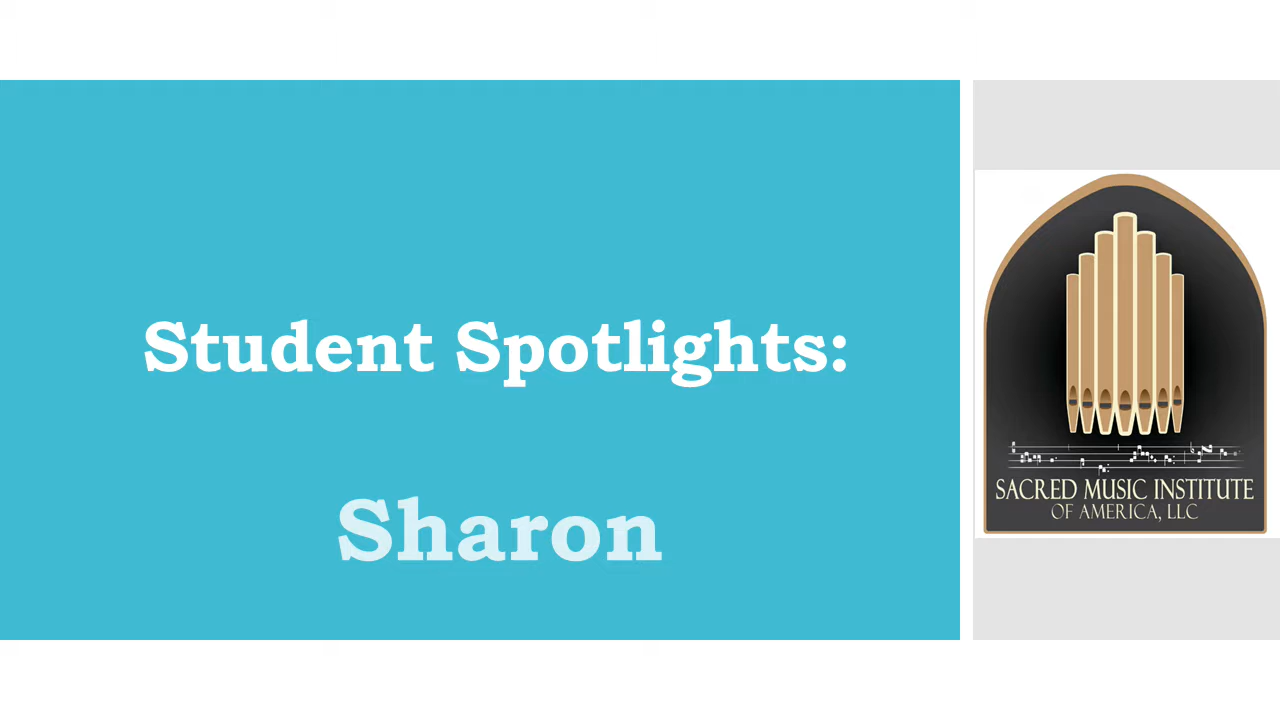 Student Spotlights:
Sharon
SACRED MUSIC INSTITUTE
OF AMERICA, LLC